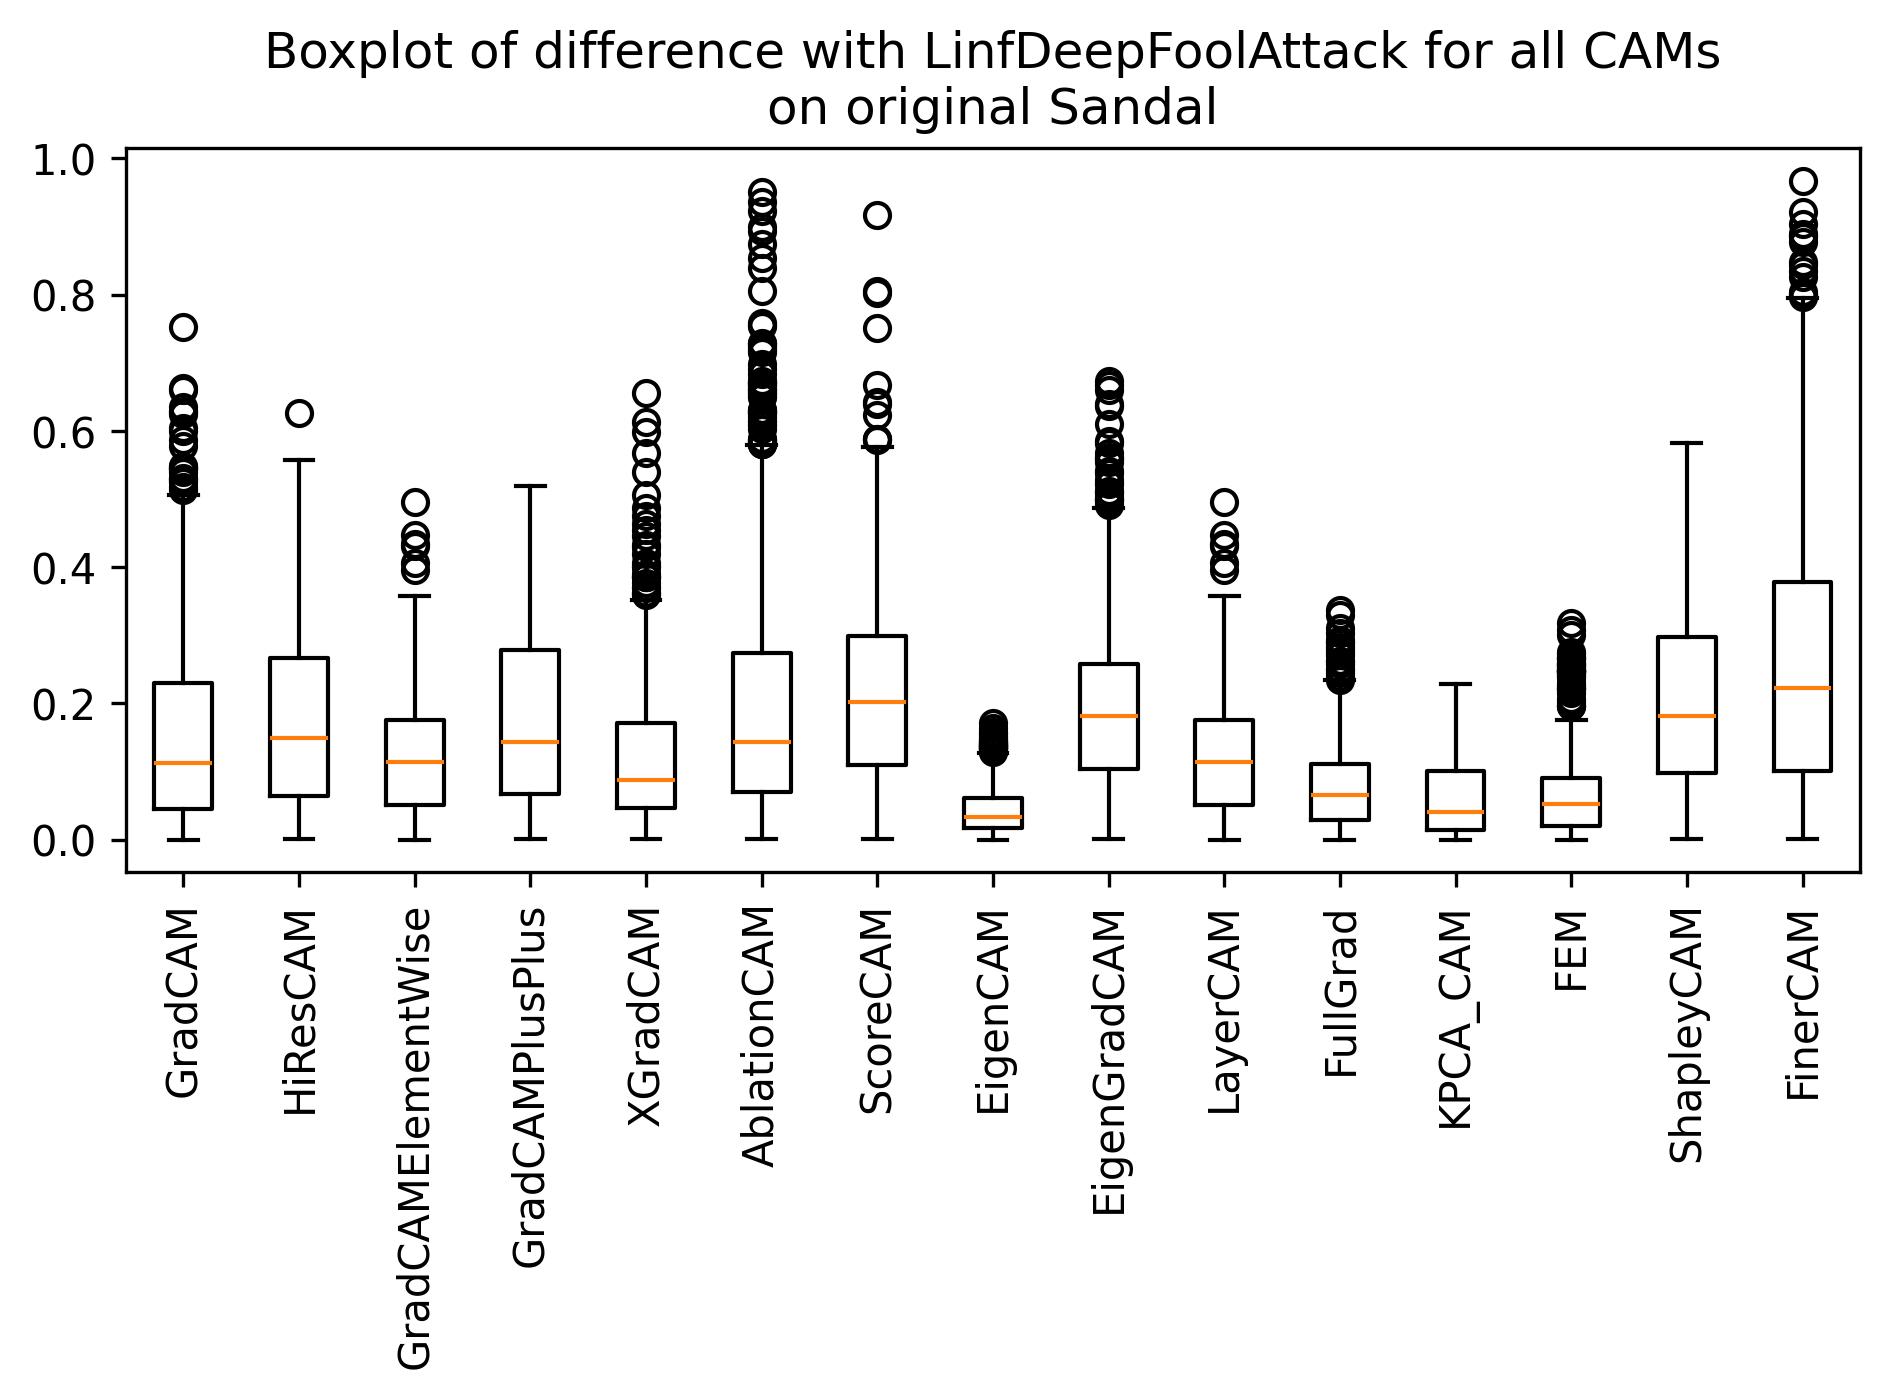 Boxplot of difference with LinfDeepFoolAttack for all CAMs
on original Sandal
1.0
0.8
0.6
0.4
0.2
0.0
GradCAM
HiResCAM
GradCAMElementWise
GradCAMPlusPlus
XGradCAM
AblationCAM
ScoreCAM
EigenCAM
EigenGradCAM
LayerCAM
FullGrad
KPCA_CAM
FEM
ShapleyCAM
FinerCAM